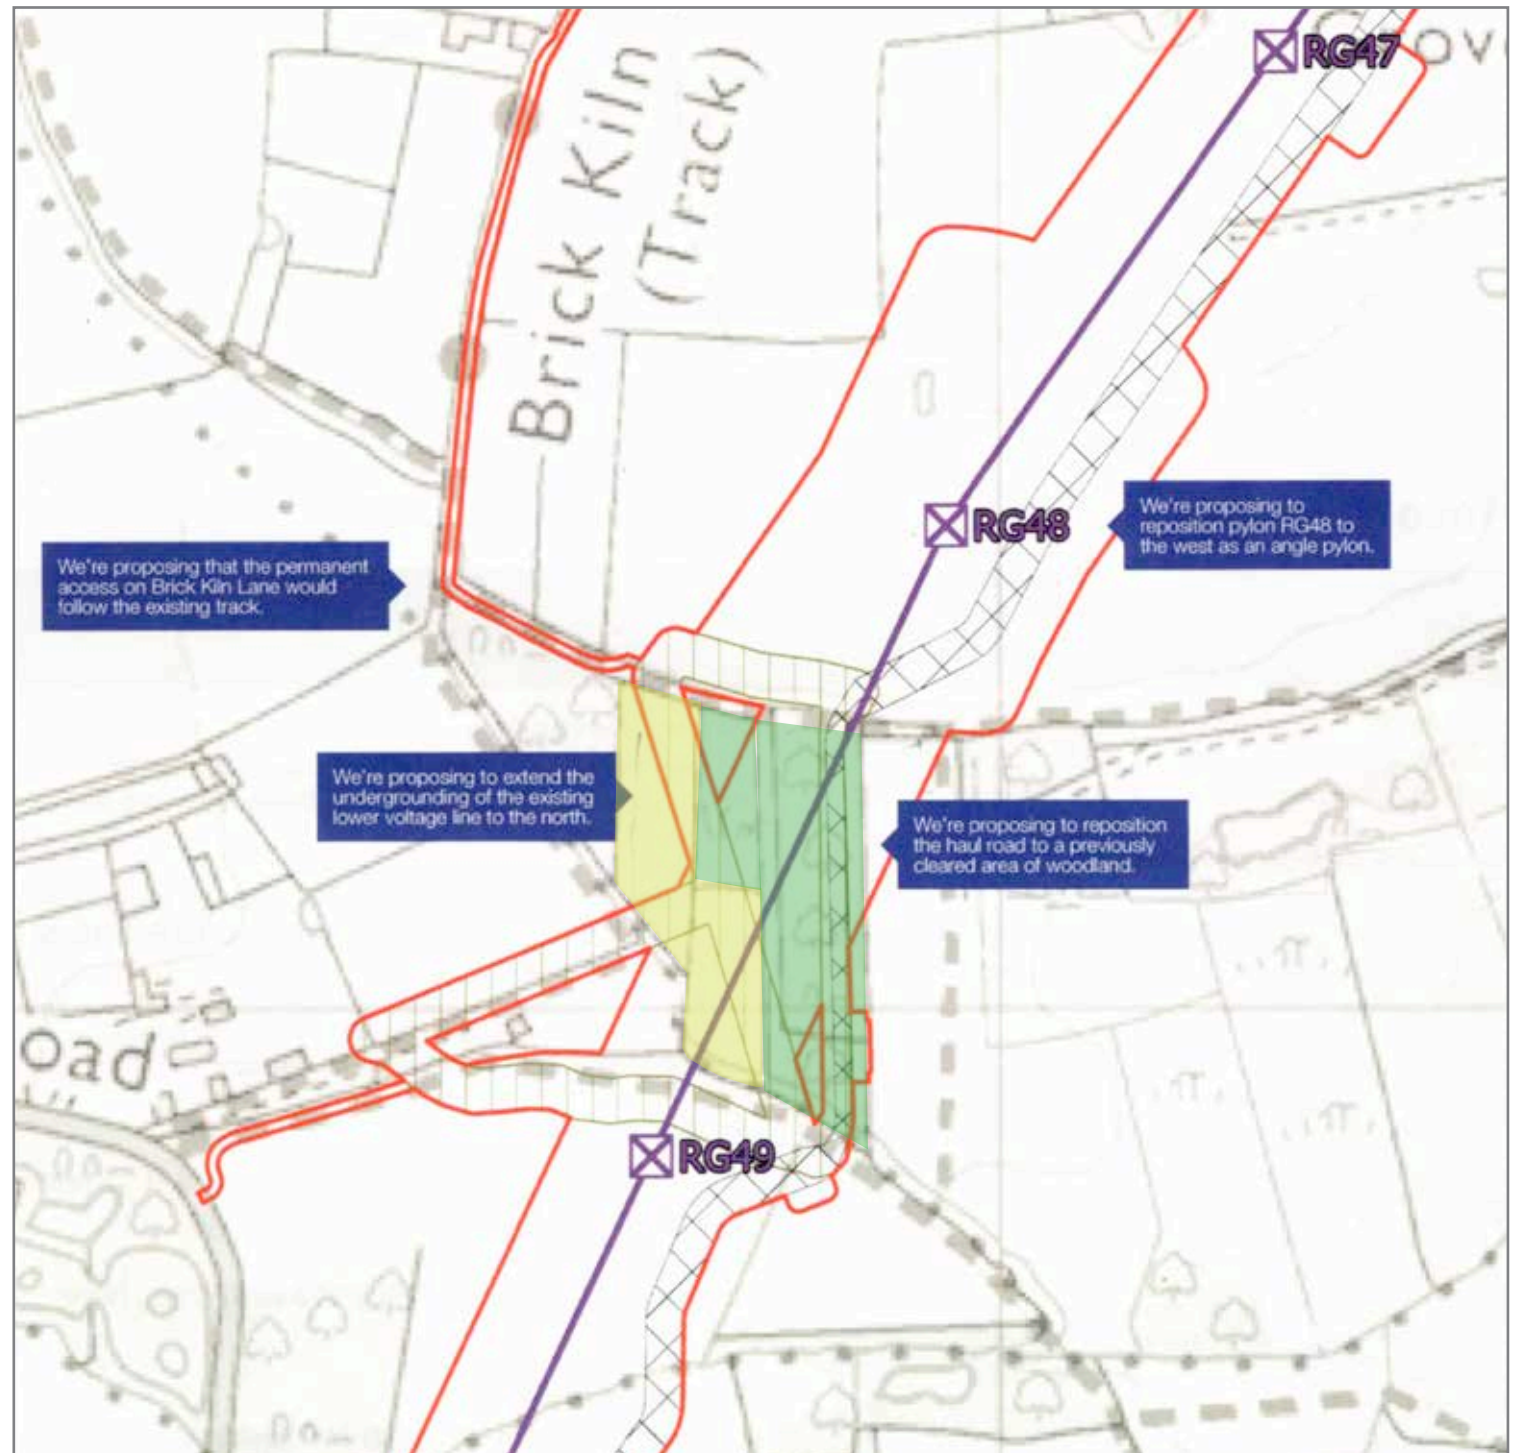 RG47
Brick Kiln
(Track)
RG48
We're proposing to
reposition pylon RG48 to
the west as an angle pylon.
We're proposing that the permanent
access on Brick Kiln Lane would
follow the existing track.
We're proposing to extend the
undergrounding of the existing
lower voltage line to the north.
We're proposing to reposition
the haul road to a previously
cleared area of woodland.
oad
RG49